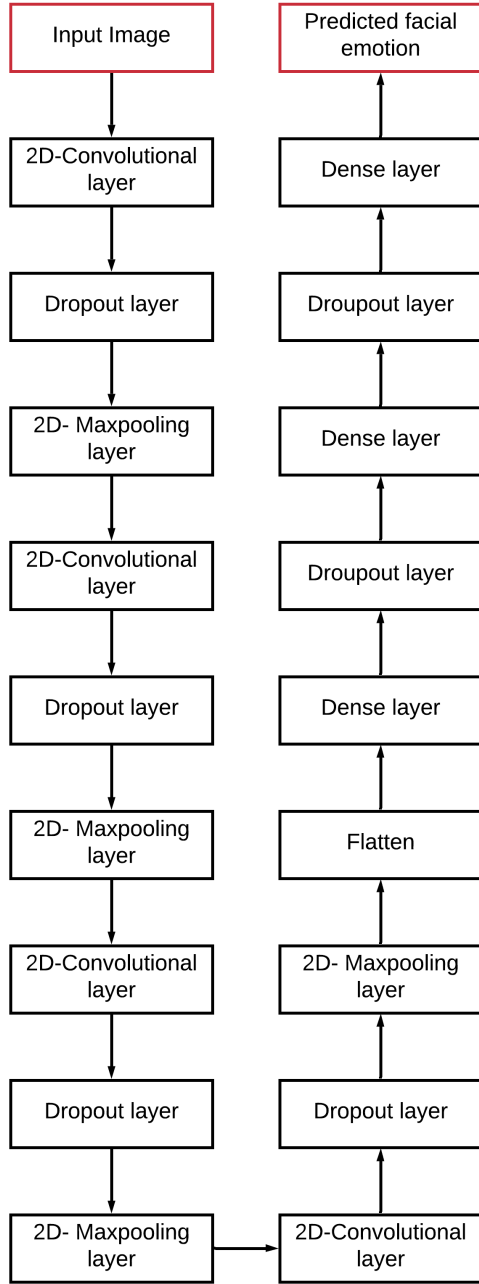 Input Image
2D-Convolutional
layer
Dropout layer
2D- Maxpooling
layer
2D-Convolutional
layer
Dropout layer
2D- Maxpooling
layer
2D-Convolutional
layer
Dropout layer
2D- Maxpooling
layer
2D-Convolutional
layer
Dropout layer
2D- Maxpooling
layer
Flatten
Dense layer
Droupout layer
Dense layer
Droupout layer
Dense layer
Predicted facial
emotion